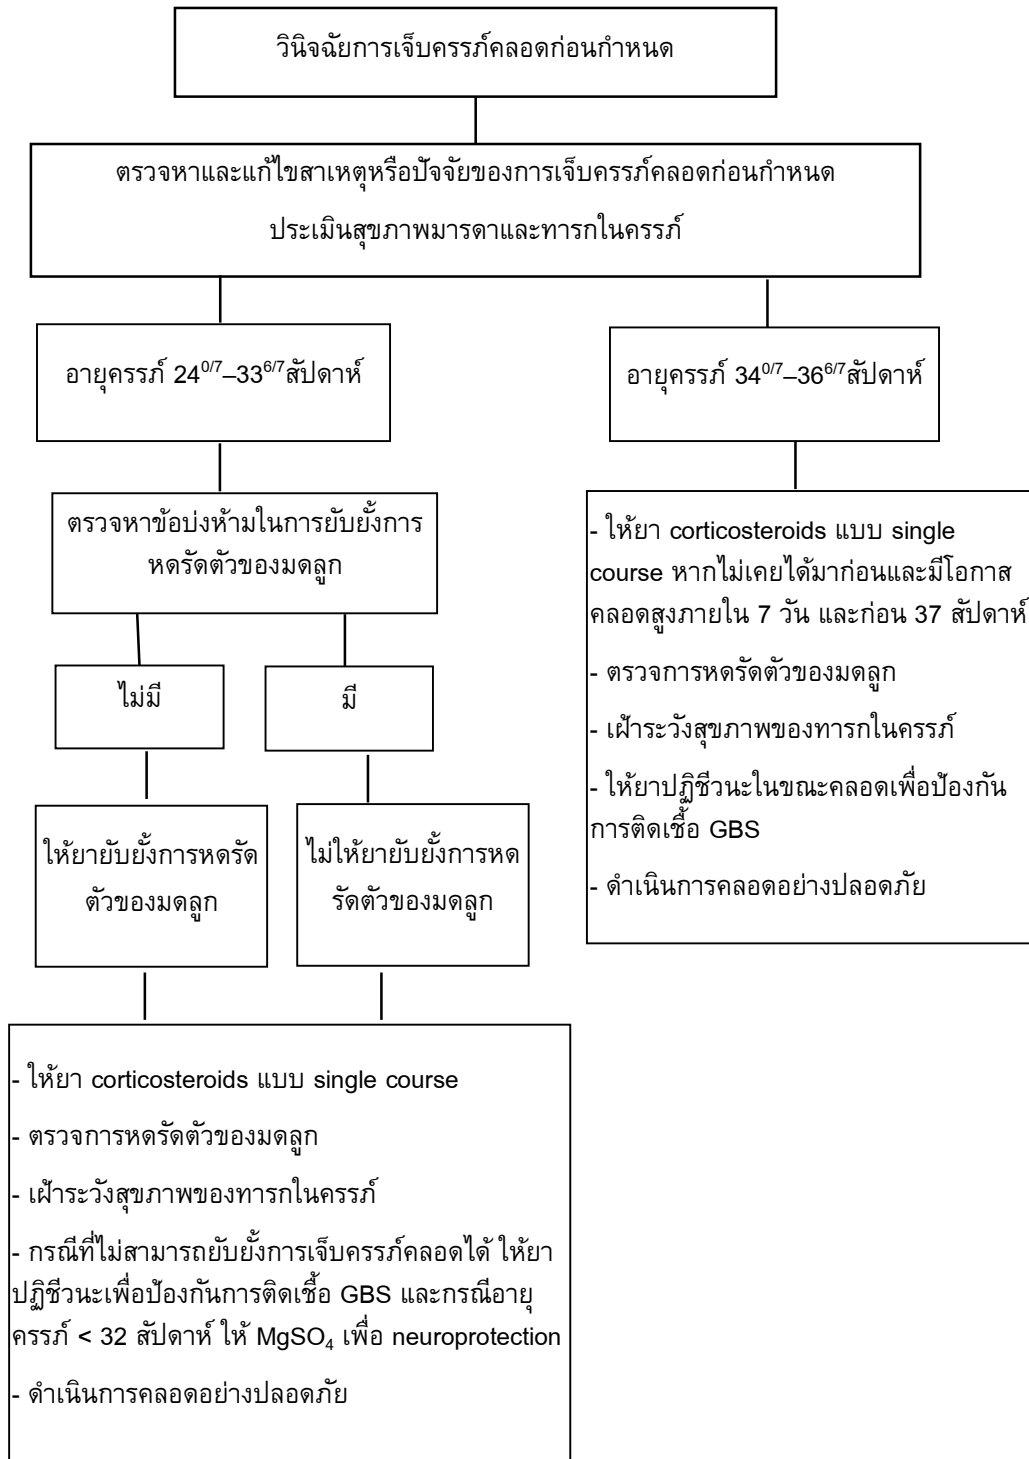 วินิจฉัยการเจ็บครรภ์คลอดก่อนกำหนด
ตรวจหาและแก้ไขสาเหตุหรือปัจจัยของการเจ็บครรภ์คลอดก่อนกำหนด
ประเมินสุขภาพมารดาและทารกในครรภ์
อายุครรภ์ 24^0/7–33^6/7สัปดาห์
อายุครรภ์ 34^0/7–36^6/7สัปดาห์
ตรวจหาข้อบ่งห้ามในการยับยั้งการ
หดรัดตัวของมดลูก
ไม่มี
มี
ให้ยายับยั้งการหดรัด
ตัวของมดลูก
ไม่ให้ยายับยั้งการหด
รัดตัวของมดลูก
- ให้ยา corticosteroids แบบ single course
- ตรวจการหดรัดตัวของมดลูก
- เฝ้าระวังสุขภาพของทารกในครรภ์
- กรณีที่ไม่สามารถยับยั้งการเจ็บครรภ์คลอดได้ ให้ยา
ปฏิชีวนะเพื่อป้องกันการติดเชื้อ GBS และกรณีอายุ
ครรภ์ < 32 สัปดาห์ ให้ MgSO₄ เพื่อ neuroprotection
- ดำเนินการคลอดอย่างปลอดภัย
- ให้ยา corticosteroids แบบ single
course หากไม่เคยได้มาก่อนและมีโอกาส
คลอดสูงภายใน 7 วัน และก่อน 37 สัปดาห์
- ตรวจการหดรัดตัวของมดลูก
- เฝ้าระวังสุขภาพของทารกในครรภ์
- ให้ยาปฏิชีวนะในขณะคลอดเพื่อป้องกัน
การติดเชื้อ GBS
- ดำเนินการคลอดอย่างปลอดภัย